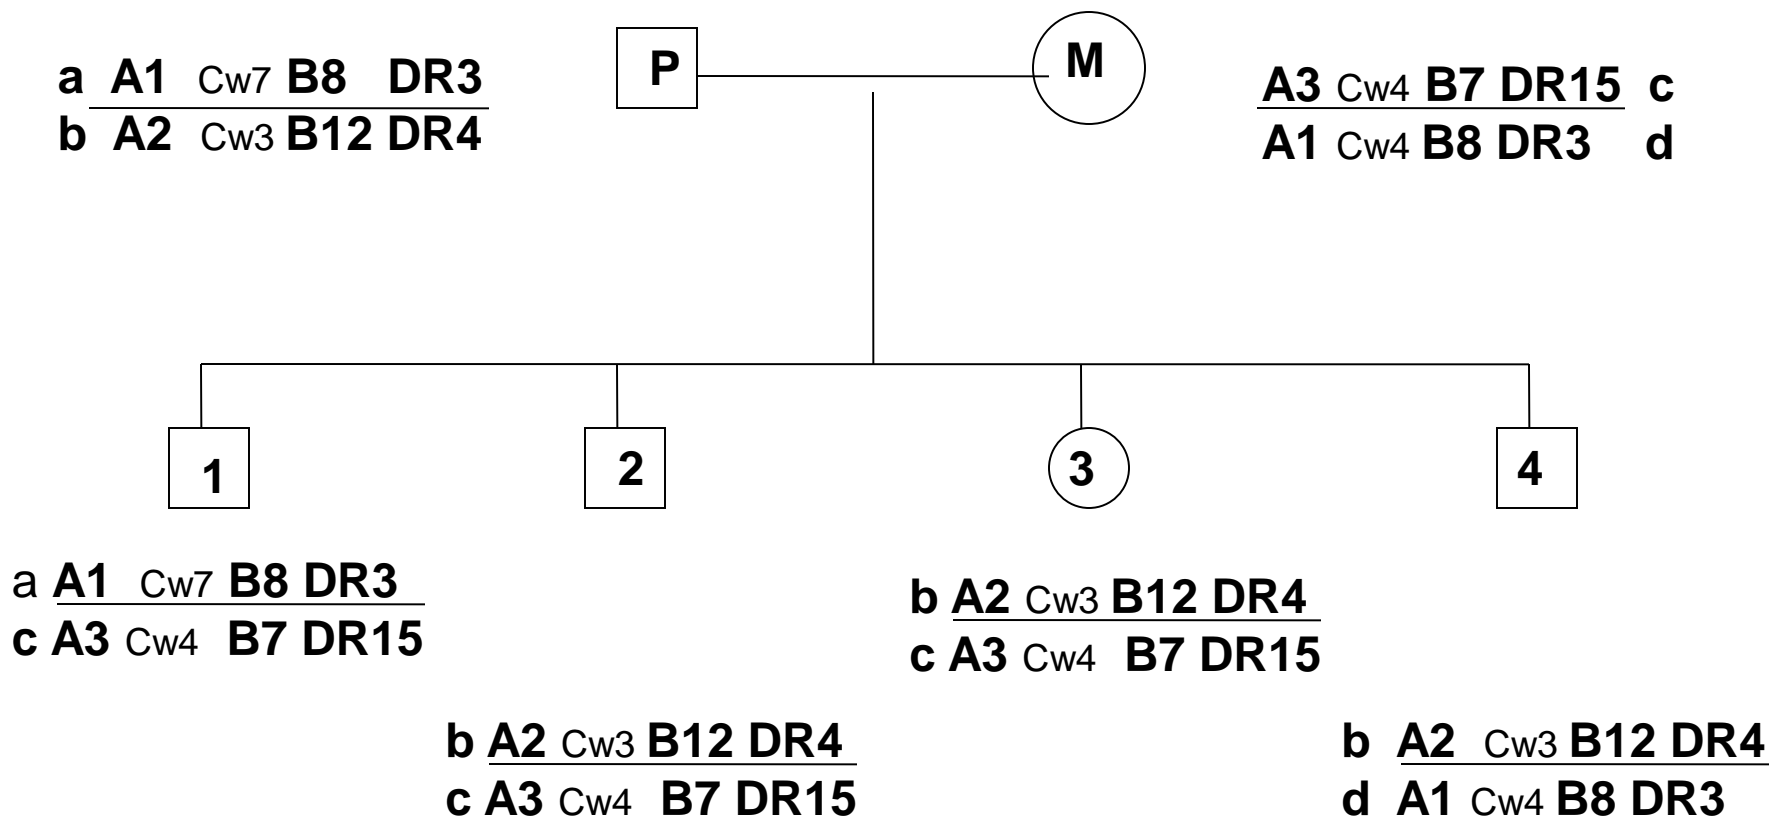 P
M
a A1 Cw7 B8 DR3
b A2 Cw3 B12 DR4
A3 Cw4 B7 DR15 c
A1 Cw4 B8 DR3 d
1
2
3
4
a A1 Cw7 B8 DR3
c A3 Cw4 B7 DR15
b A2 Cw3 B12 DR4
c A3 Cw4 B7 DR15
b A2 Cw3 B12 DR4
c A3 Cw4 B7 DR15
b A2 Cw3 B12 DR4
d A1 Cw4 B8 DR3